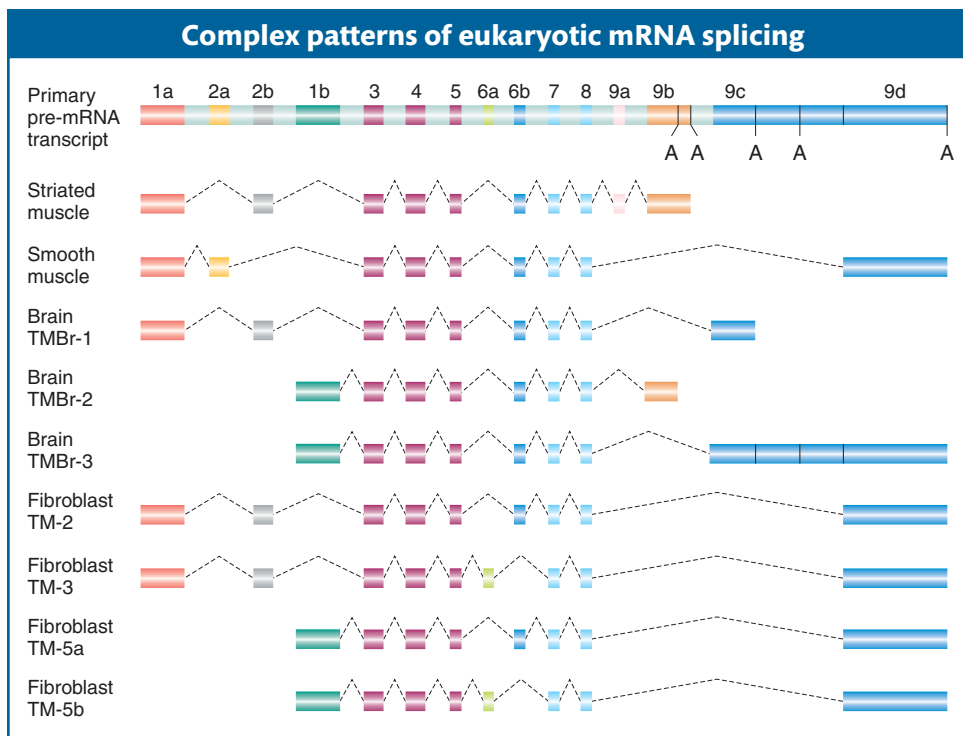 Complex patterns of eukaryotic mRNA splicing
1a 2a 2b 1b 3 4 5 6a 6b 7 8 9a 9b 9c 9d
Primary
pre-mRNA
transcript
A A A A A
Striated
muscle
Smooth
muscle
Brain
TMBr-1
Brain
TMBr-2
Brain
TMBr-3
Fibroblast
TM-2
Fibroblast
TM-3
Fibroblast
TM-5a
Fibroblast
TM-5b